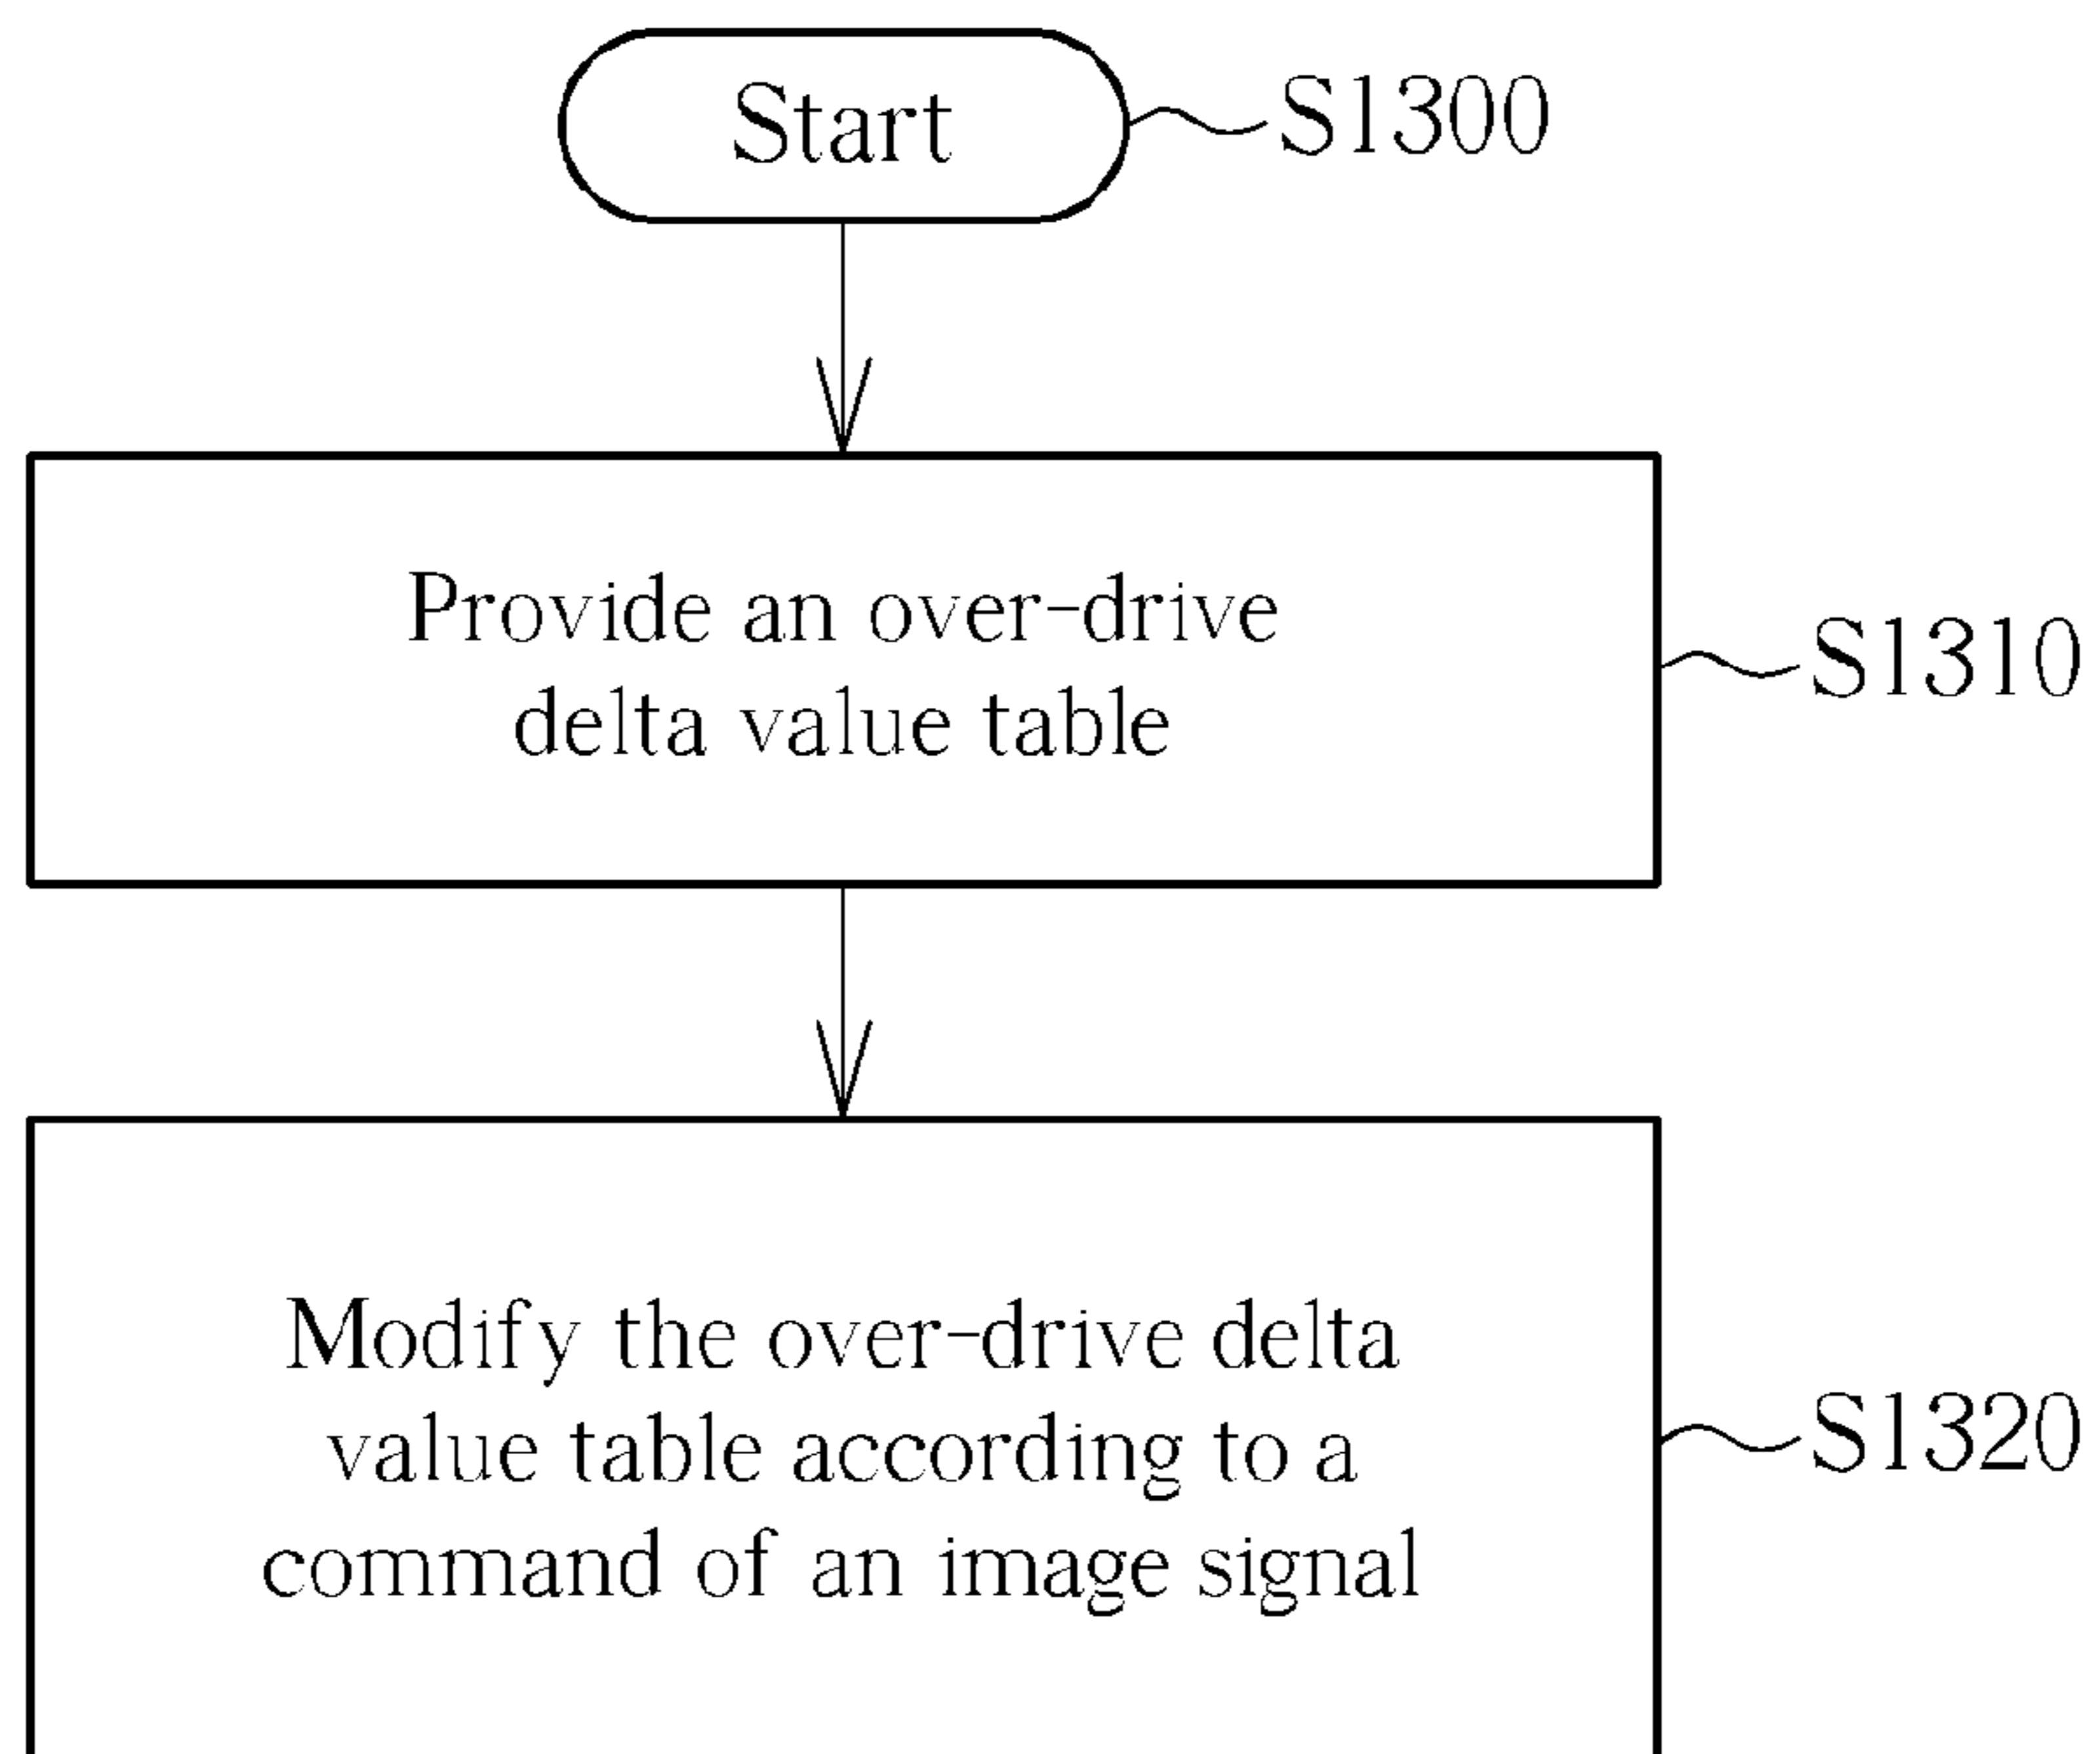 Start
S1300
Provide an over-drive
delta value table
S1310
Modify the over-drive delta
value table according to a
command of an image signal
S1320